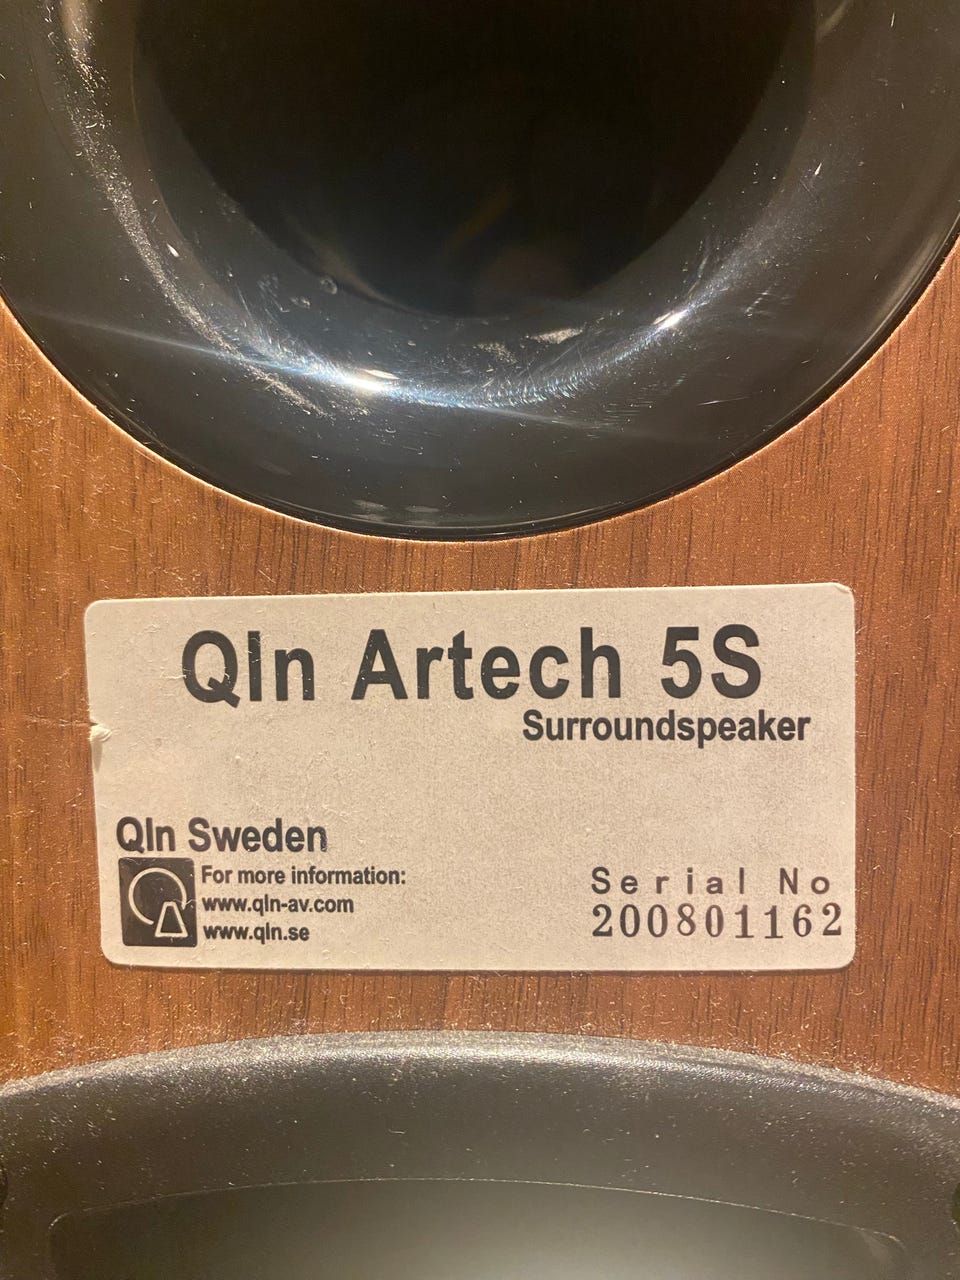 Qln Artech 5S
Surroundspeaker
Qln Sweden
For more information:
www.qln-av.com
www.qln.se
Serial No
200801162